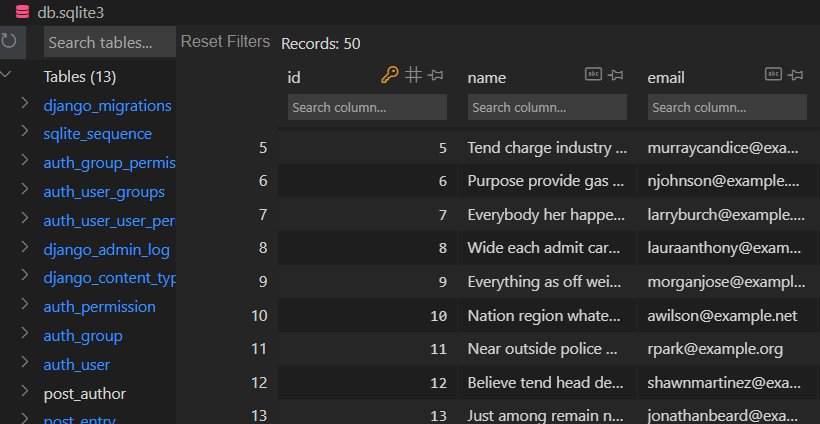 db.sqlite3
Search tables...
Reset Filters
Records: 50
Tables (13)
django_migrations
sqlite_sequence
auth_group_permis
auth_user_groups
auth_user_user_per
django_admin_log
django_content_typ
auth_permission
auth_group
auth_user
post_author
post_entry
id name email
Search column... Search column... Search column...
5 5 Tend charge industry ... murraycandice@exa...
6 6 Purpose provide gas ... njohnson@example....
7 7 Everybody her happe... larryburch@example....
8 8 Wide each admit car... lauraanthony@exam...
9 9 Everything as off wei... morganjose@exampl...
10 10 Nation region whate... awilson@example.net
11 11 Near outside police ... rpark@example.org
12 12 Believe tend head de... shawnmartinez@exa...
13 13 Just among remain n... jonathanbeard@exa...